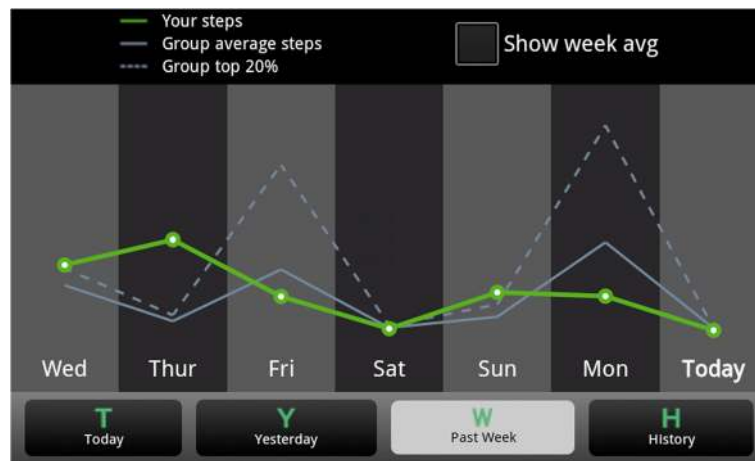 Your steps
Group average steps
Group top 20%
Show week avg
Wed Thur Fri Sat Sun Mon Today
T Y W H
Today Yesterday Past Week History